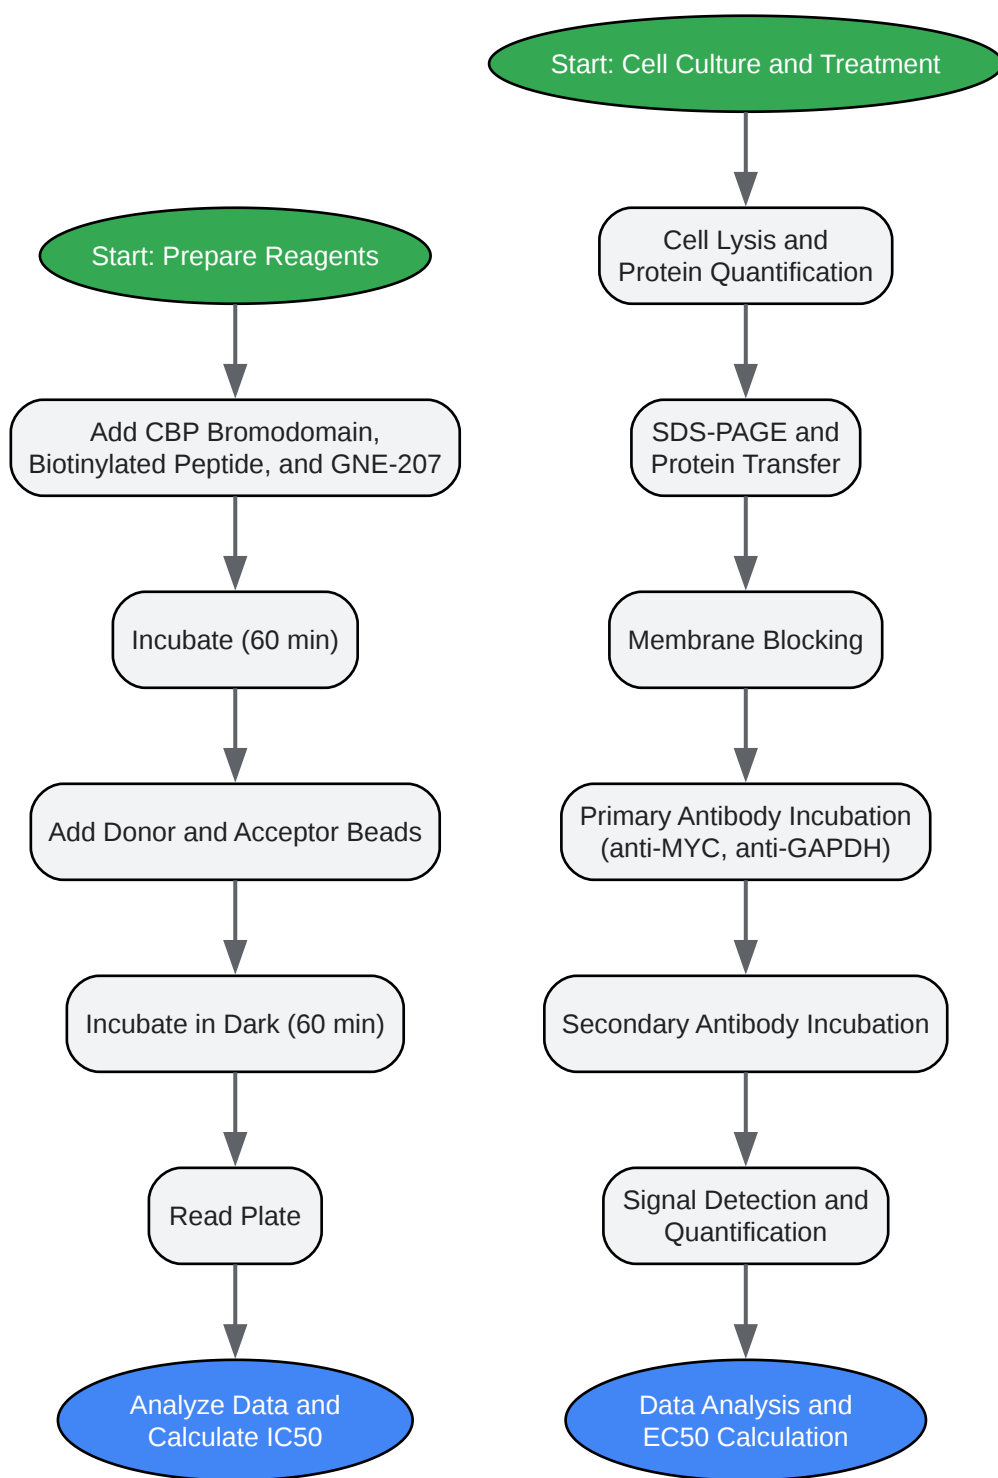 Start: Prepare Reagents
Add CBP Bromodomain,
Biotinylated Peptide, and GNE-207
Incubate (60 min)
Add Donor and Acceptor Beads
Incubate in Dark (60 min)
Read Plate
Analyze Data and
Calculate IC50
Start: Cell Culture and Treatment
Cell Lysis and
Protein Quantification
SDS-PAGE and
Protein Transfer
Membrane Blocking
Primary Antibody Incubation
(anti-MYC, anti-GAPDH)
Secondary Antibody Incubation
Signal Detection and
Quantification
Data Analysis and
EC50 Calculation